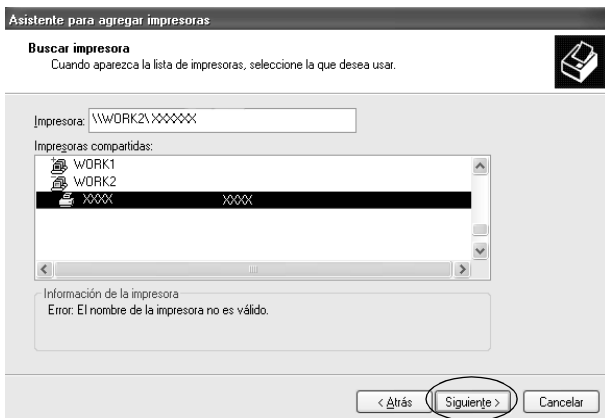 Asistente para agregar impresoras
Buscar impresora
Cuando aparezca la lista de impresoras, seleccione la que desea usar.
Impresora: \\WORK2\XXXXXX
Impresoras compartidas:
WORK1
WORK2
XXXX XXXX
Información de la impresora
Error: El nombre de la impresora no es válido.
< Atrás Siguiente > Cancelar